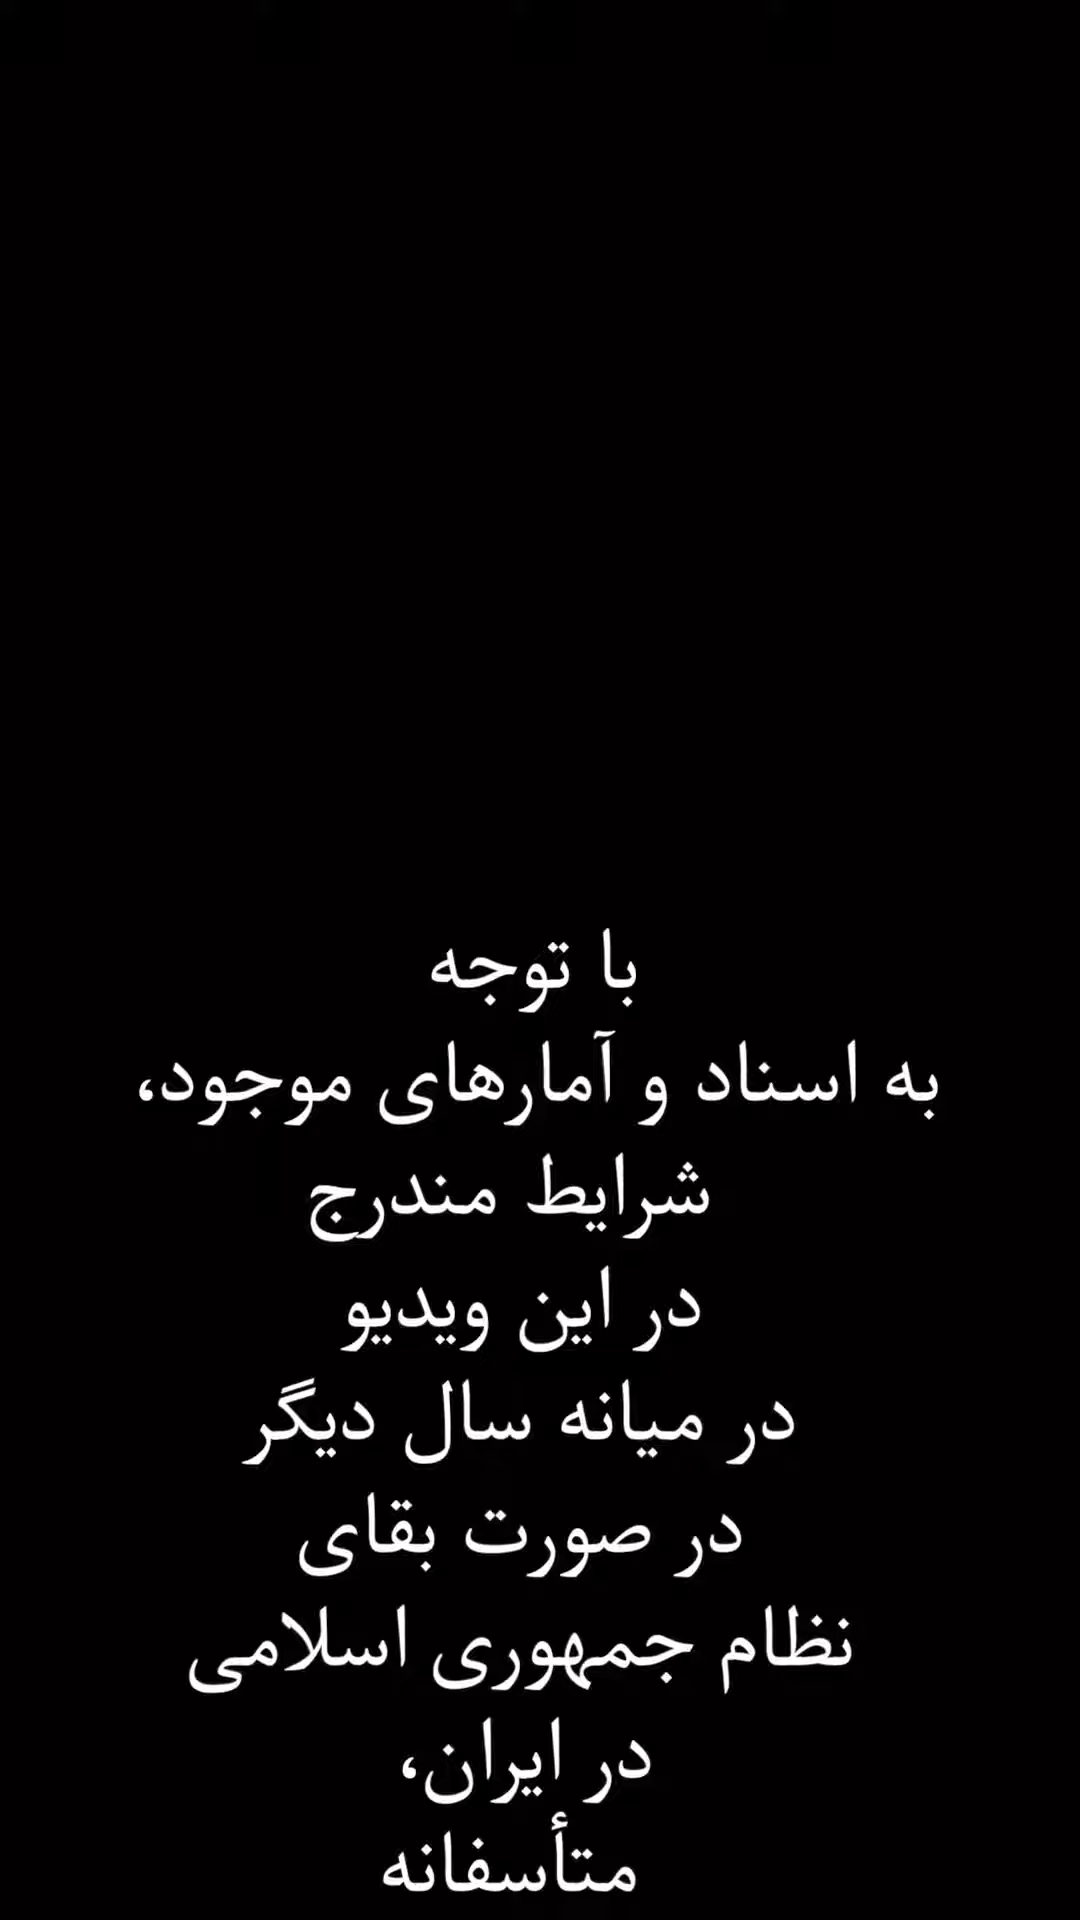 با توجه
به اسناد و آمارهای موجود،
شرایط مندرج
در این ویدیو
در میانه سال دیگر
در صورت بقای
نظام جمهوری اسلامی
در ایران،
متأسفانه